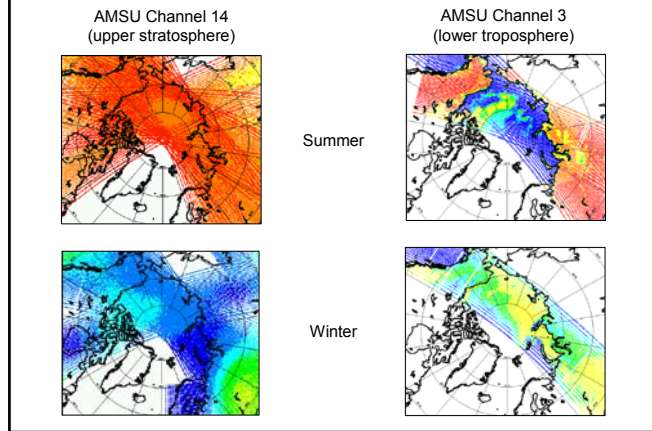 AMSU Channel 14
(upper stratosphere)
AMSU Channel 3
(lower troposphere)
Summer
Winter